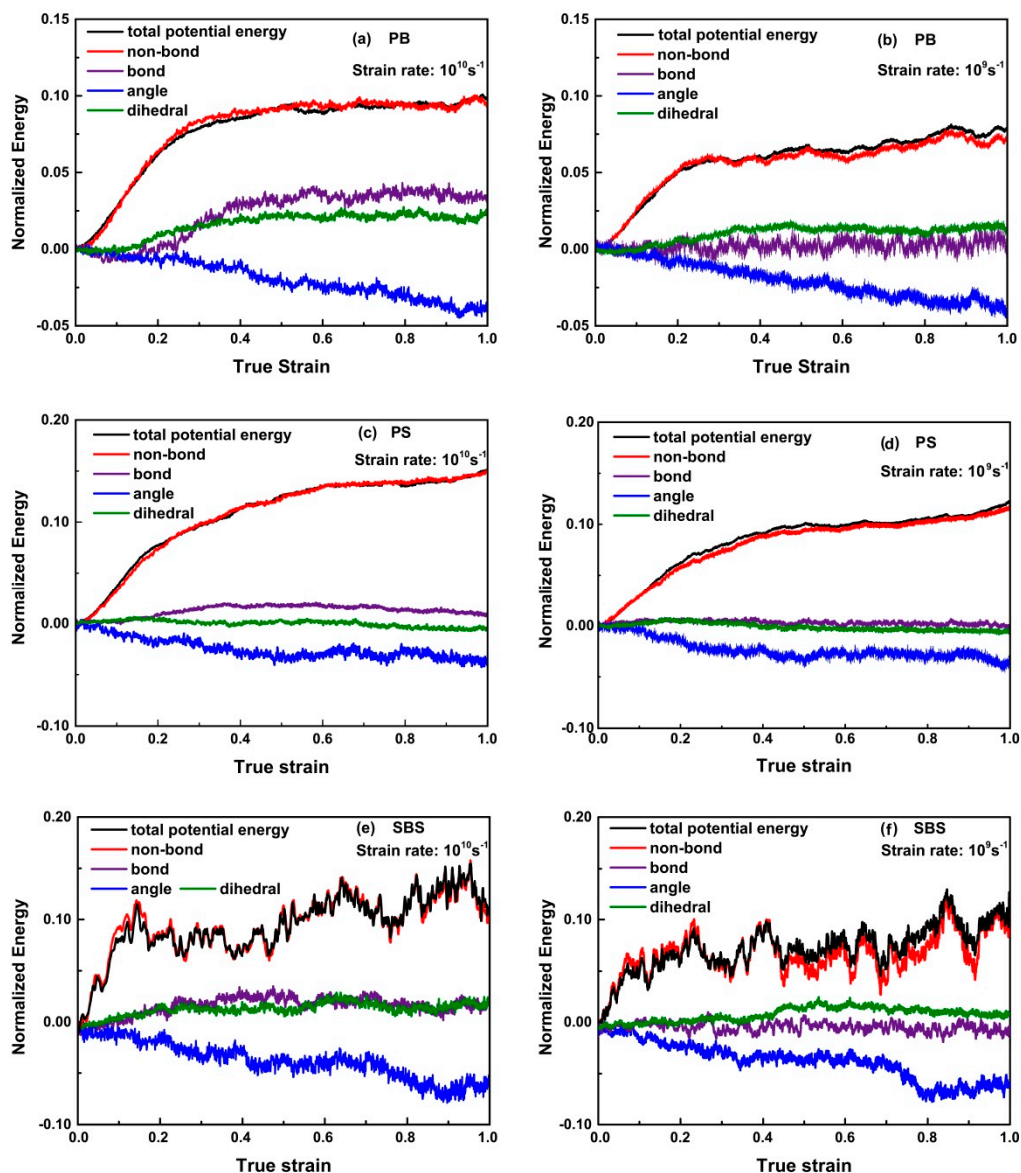 0.15
0.10
0.05
0.00
-0.05
Normalized Energy
total potential energy
non-bond
bond
angle
dihedral
(a) PB
Strain rate: 10¹⁰s⁻¹
0.0 0.2 0.4 0.6 0.8 1.0
True Strain
0.15
0.10
0.05
0.00
-0.05
Normalized Energy
total potential energy
non-bond
bond
angle
dihedral
(b) PB
Strain rate: 10⁹s⁻¹
0.0 0.2 0.4 0.6 0.8 1.0
True Strain
0.20
0.10
0.00
-0.10
Normalized Energy
total potential energy
non-bond
bond
angle
dihedral
(c) PS
Strain rate: 10¹⁰s⁻¹
0.0 0.2 0.4 0.6 0.8 1.0
True strain
0.20
0.10
0.00
-0.10
Normalized Energy
total potential energy
non-bond
bond
angle
dihedral
(d) PS
Strain rate: 10⁹s⁻¹
0.0 0.2 0.4 0.6 0.8 1.0
True strain
0.20
0.10
0.00
-0.10
Normalized Energy
total potential energy
non-bond
bond
angle dihedral
(e) SBS
Strain rate: 10¹⁰s⁻¹
0.0 0.2 0.4 0.6 0.8 1.0
True strain
0.20
0.10
0.00
-0.10
Normalized Energy
total potential energy
non-bond
bond
angle
dihedral
(f) SBS
Strain rate: 10⁹s⁻¹
0.0 0.2 0.4 0.6 0.8 1.0
True strain